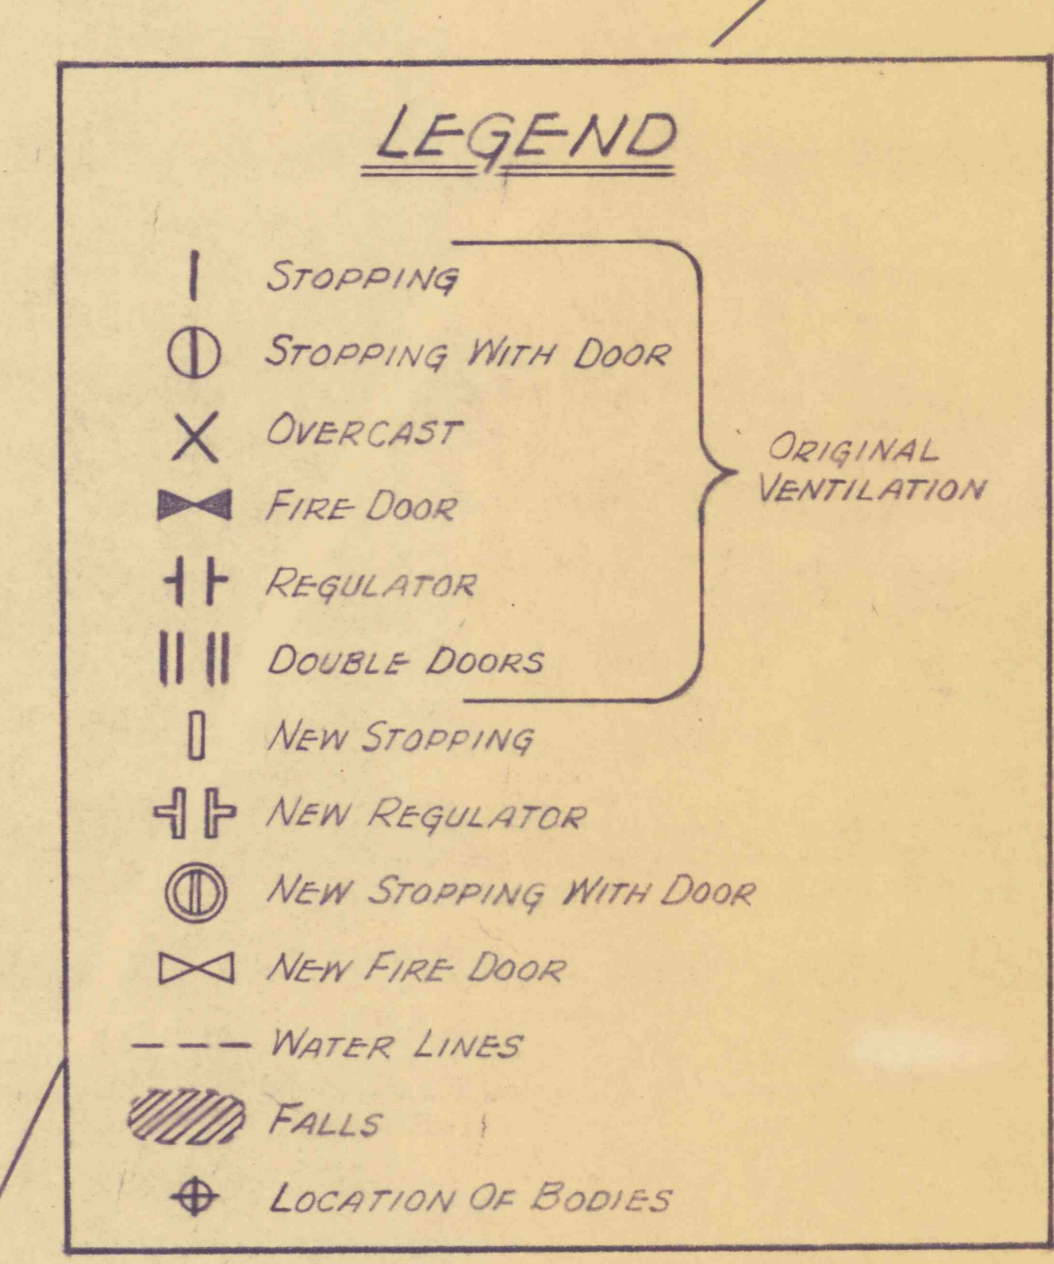 LEGEND
STOPPING
STOPPING WITH DOOR
OVERCAST
FIRE DOOR
REGULATOR
DOUBLE DOORS
ORIGINAL
VENTILATION
NEW STOPPING
NEW REGULATOR
NEW STOPPING WITH DOOR
NEW FIRE DOOR
WATER LINES
FALLS
LOCATION OF BODIES